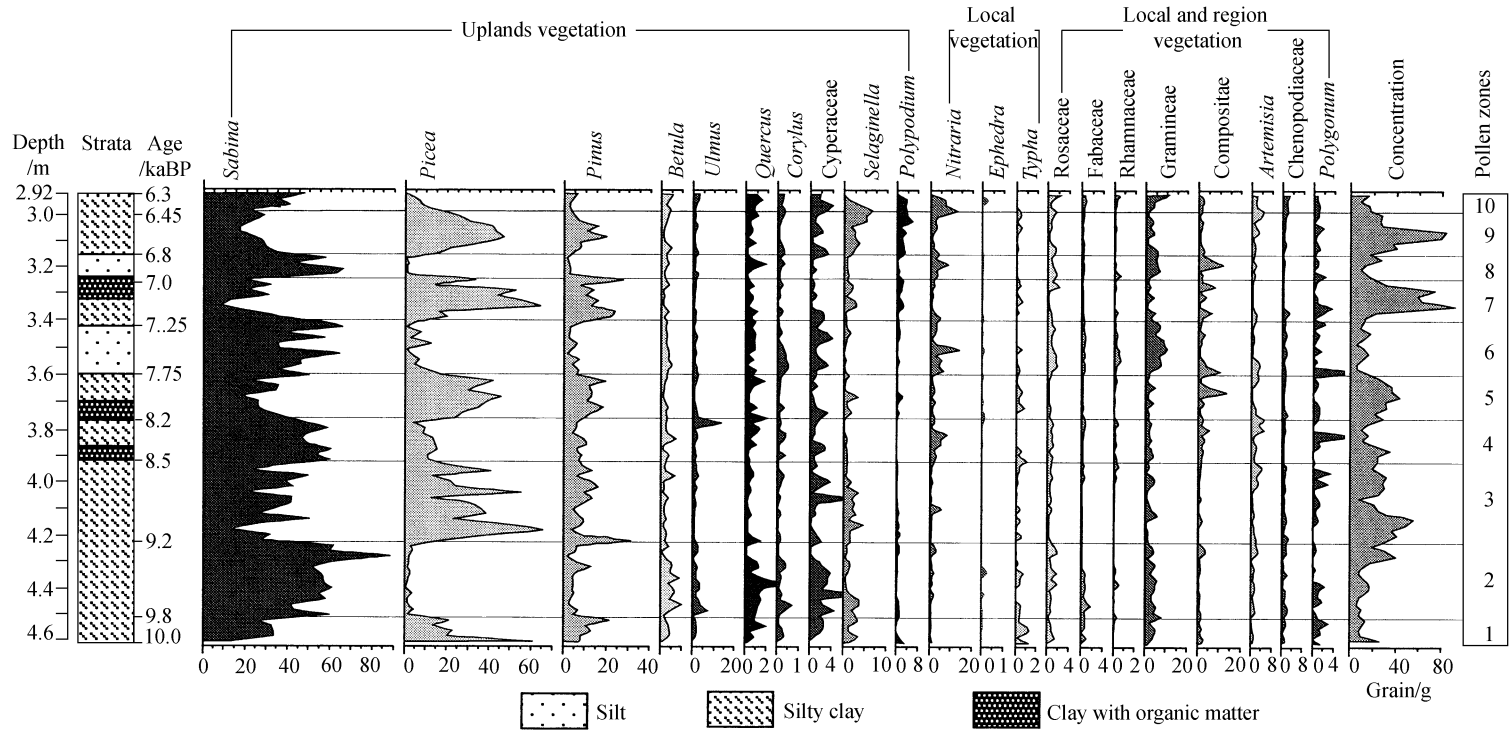 Uplands vegetation
Local
vegetation
Local and region
vegetation
Depth
/m
Strata
Age
/kaBP
Sabina
Picea
Pinus
Betula
Ulmus
Quercus
Corylus
Cyperaceae
Selaginella
Polypodium
Nitraria
Ephedra
Typha
Rosaceae
Fabaceae
Rhamnaceae
Gramineae
Compositae
Artemisia
Chenopodiaceae
Polygonum
Concentration
Pollen zones
2.92
3.0
3.2
3.4
3.6
3.8
4.0
4.2
4.4
4.6
6.3
6.45
6.8
7.0
7.25
7.75
8.2
8.5
9.2
9.8
10.0
10
9
8
7
6
5
4
3
2
1
0 20 40 60 80 0 20 40 60 0 20 40 0 20 0 2 0 1 0 4 0 10 0 8 0 20 0 1 0 2 0 4 0 8 0 4 0 20 0 20 0 8 0 8 0 4 0 40 80
Grain/g
Silt
Silty clay
Clay with organic matter